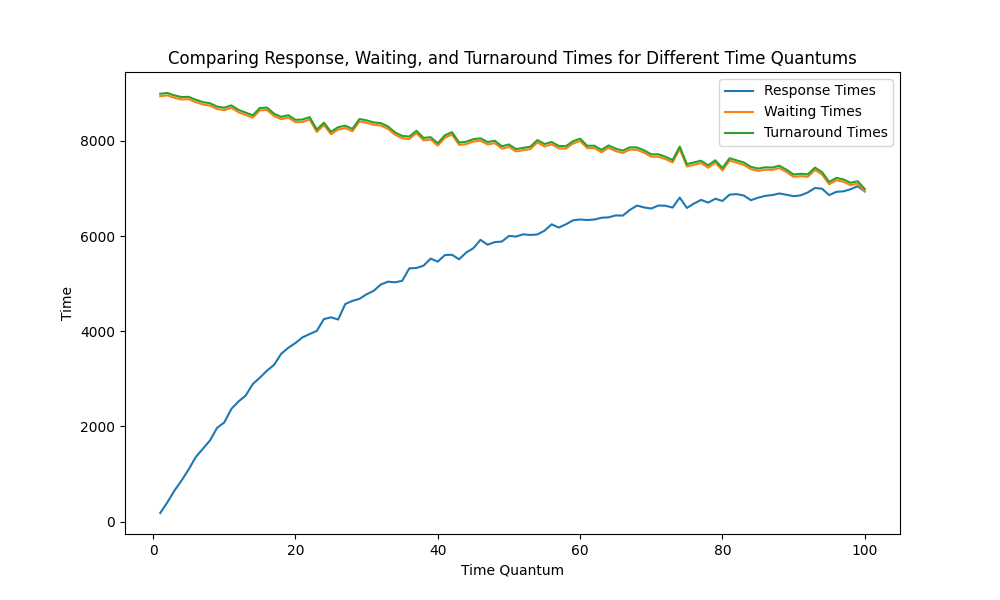 Comparing Response, Waiting, and Turnaround Times for Different Time Quantums
Response Times
Waiting Times
Turnaround Times
Time
8000
6000
4000
2000
0
0 20 40 60 80 100
Time Quantum